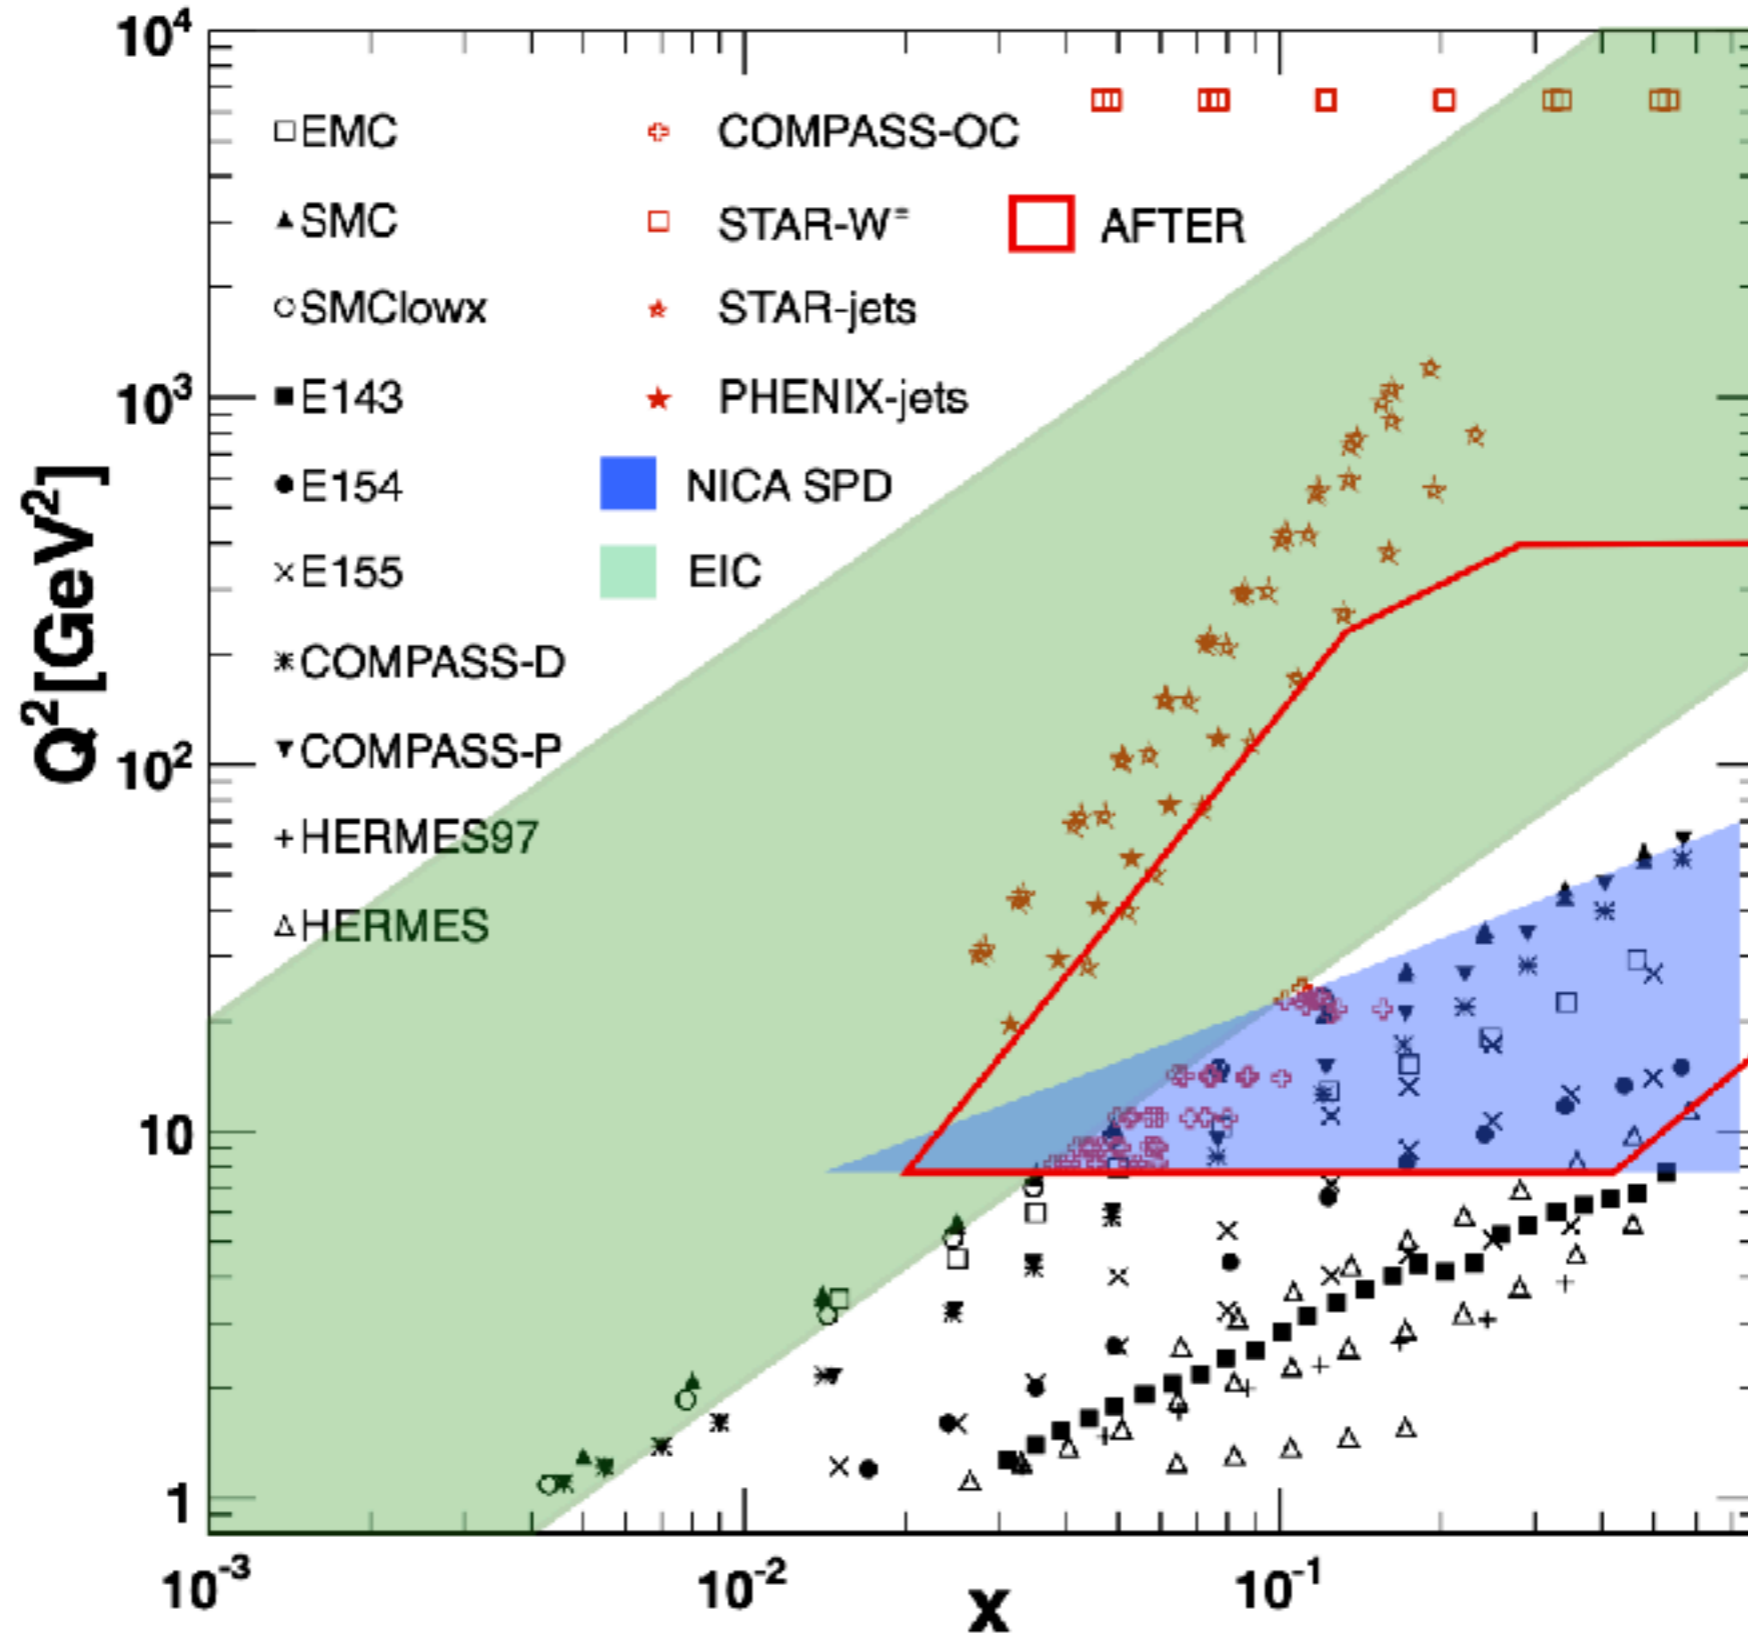 10⁴
EMC
COMPASS-OC
SMC
STAR-W±
AFTER
SMClowx
STAR-jets
10³
E143
PHENIX-jets
E154
NICA SPD
E155
EIC
Q²[GeV²]
COMPASS-D
10²
COMPASS-P
HERMES97
HERMES
10
1
10⁻³
10⁻²
10⁻¹
x